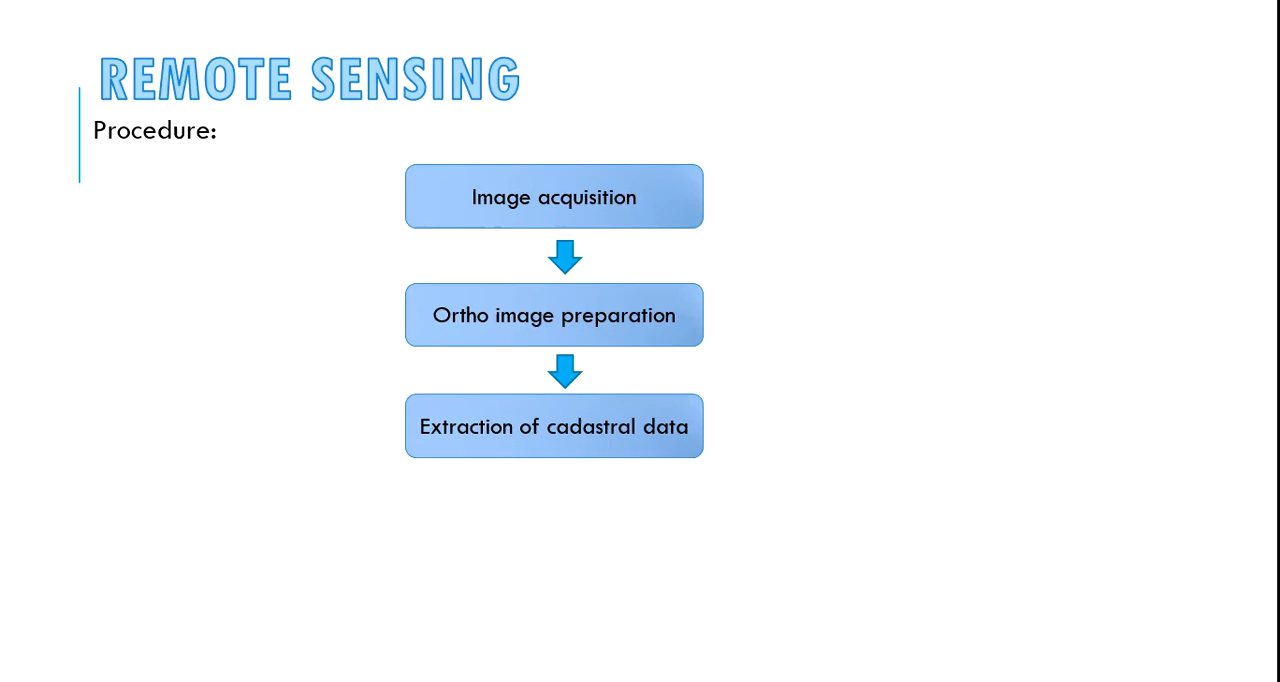 REMOTE SENSING
Procedure:
Image acquisition
Ortho image preparation
Extraction of cadastral data